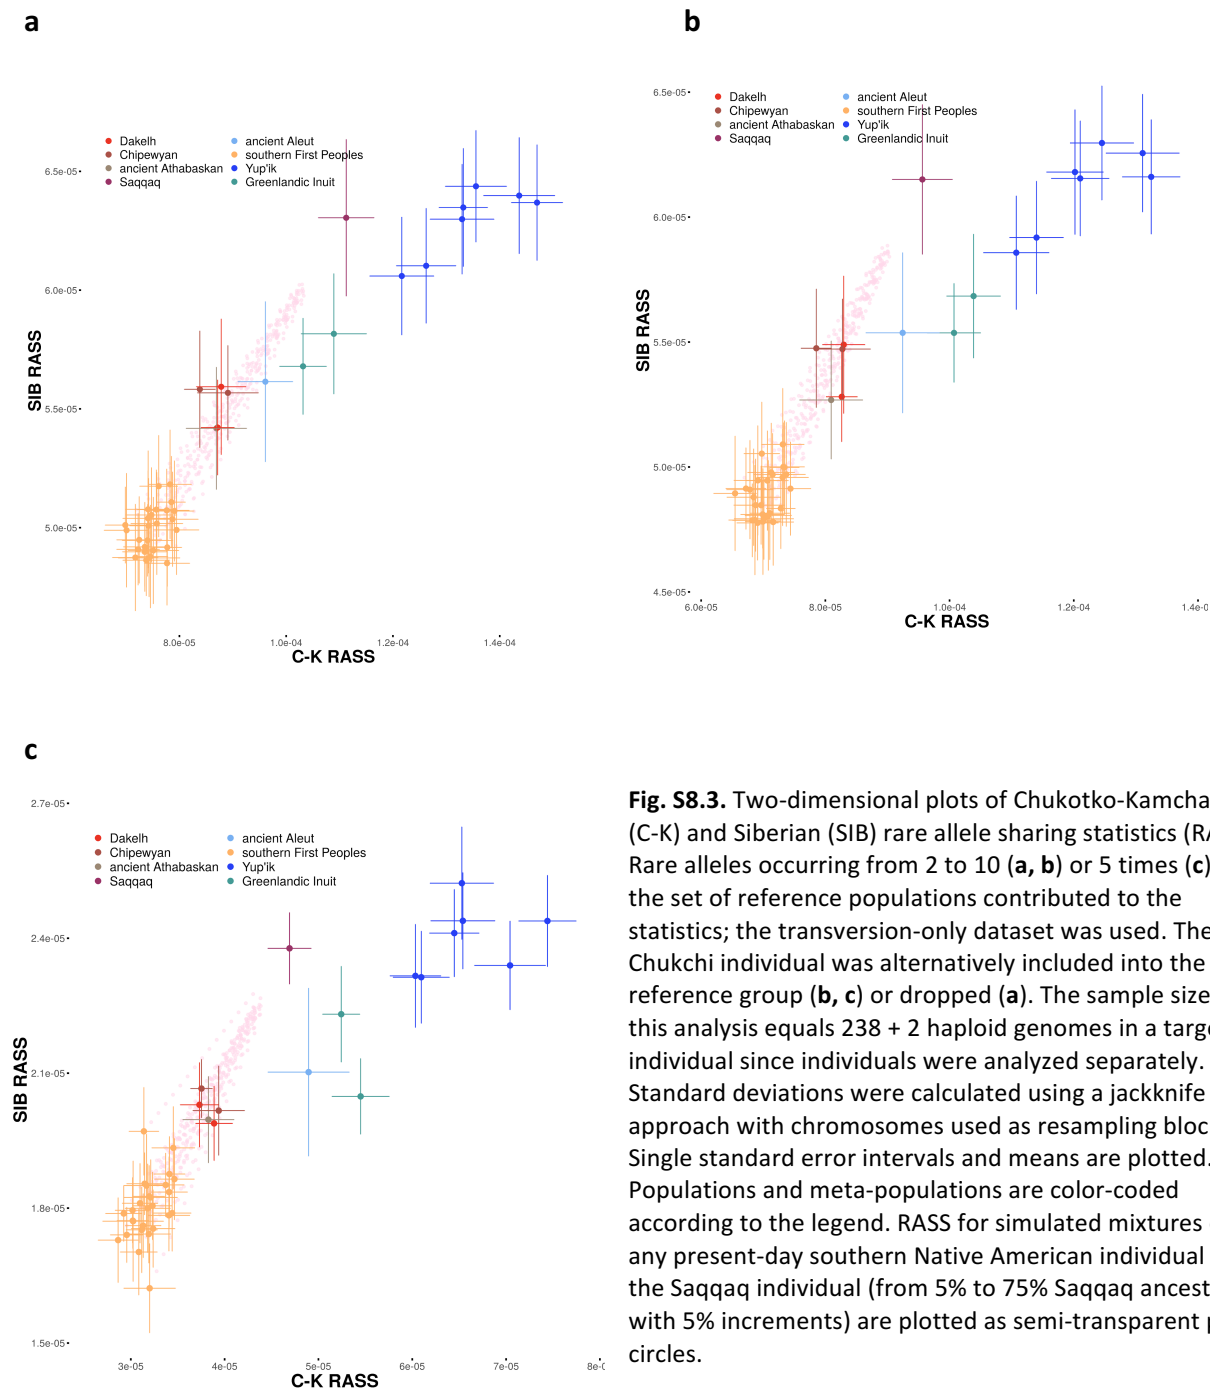 a
Dakelh
Chipewyan
ancient Athabaskan
Saqqaq
ancient Aleut
southern First Peoples
Yup'ik
Greenlandic Inuit
SIB RASS
6.5e-05
6.0e-05
5.5e-05
5.0e-05
8.0e-05 1.0e-04 1.2e-04 1.4e-04
C-K RASS
b
Dakelh
Chipewyan
ancient Athabaskan
Saqqaq
ancient Aleut
southern First Peoples
Yup'ik
Greenlandic Inuit
SIB RASS
6.5e-05
6.0e-05
5.5e-05
5.0e-05
4.5e-05
6.0e-05 8.0e-05 1.0e-04 1.2e-04 1.4e-0
C-K RASS
c
Dakelh
Chipewyan
ancient Athabaskan
Saqqaq
ancient Aleut
southern First Peoples
Yup'ik
Greenlandic Inuit
SIB RASS
2.7e-05
2.4e-05
2.1e-05
1.8e-05
1.5e-05
3e-05 4e-05 5e-05 6e-05 7e-05 8e-0
C-K RASS
Fig. S8.3. Two-dimensional plots of Chukotko-Kamcha
(C-K) and Siberian (SIB) rare allele sharing statistics (RA
Rare alleles occurring from 2 to 10 (a, b) or 5 times (c)
the set of reference populations contributed to the
statistics; the transversion-only dataset was used. The
Chukchi individual was alternatively included into the
reference group (b, c) or dropped (a). The sample size
this analysis equals 238 + 2 haploid genomes in a targe
individual since individuals were analyzed separately.
Standard deviations were calculated using a jackknife
approach with chromosomes used as resampling bloc
Single standard error intervals and means are plotted.
Populations and meta-populations are color-coded
according to the legend. RASS for simulated mixtures
any present-day southern Native American individual
the Saqqaq individual (from 5% to 75% Saqqaq ancest
with 5% increments) are plotted as semi-transparent p
circles.